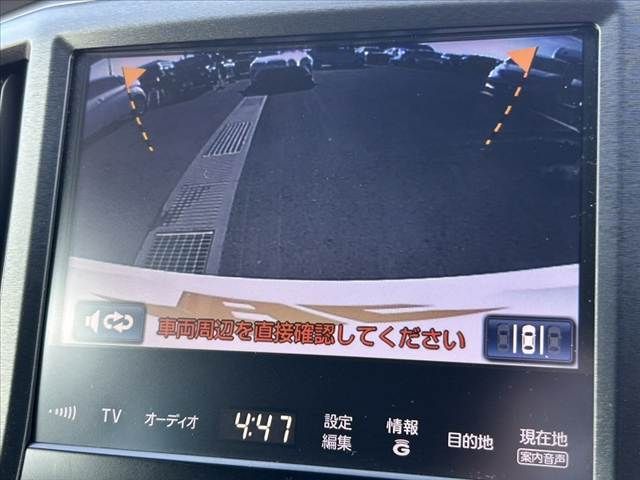 車両周辺を直接確認してください
TV オーディオ 4:47 設定 編集 情報 G 目的地 現在地 案内音声